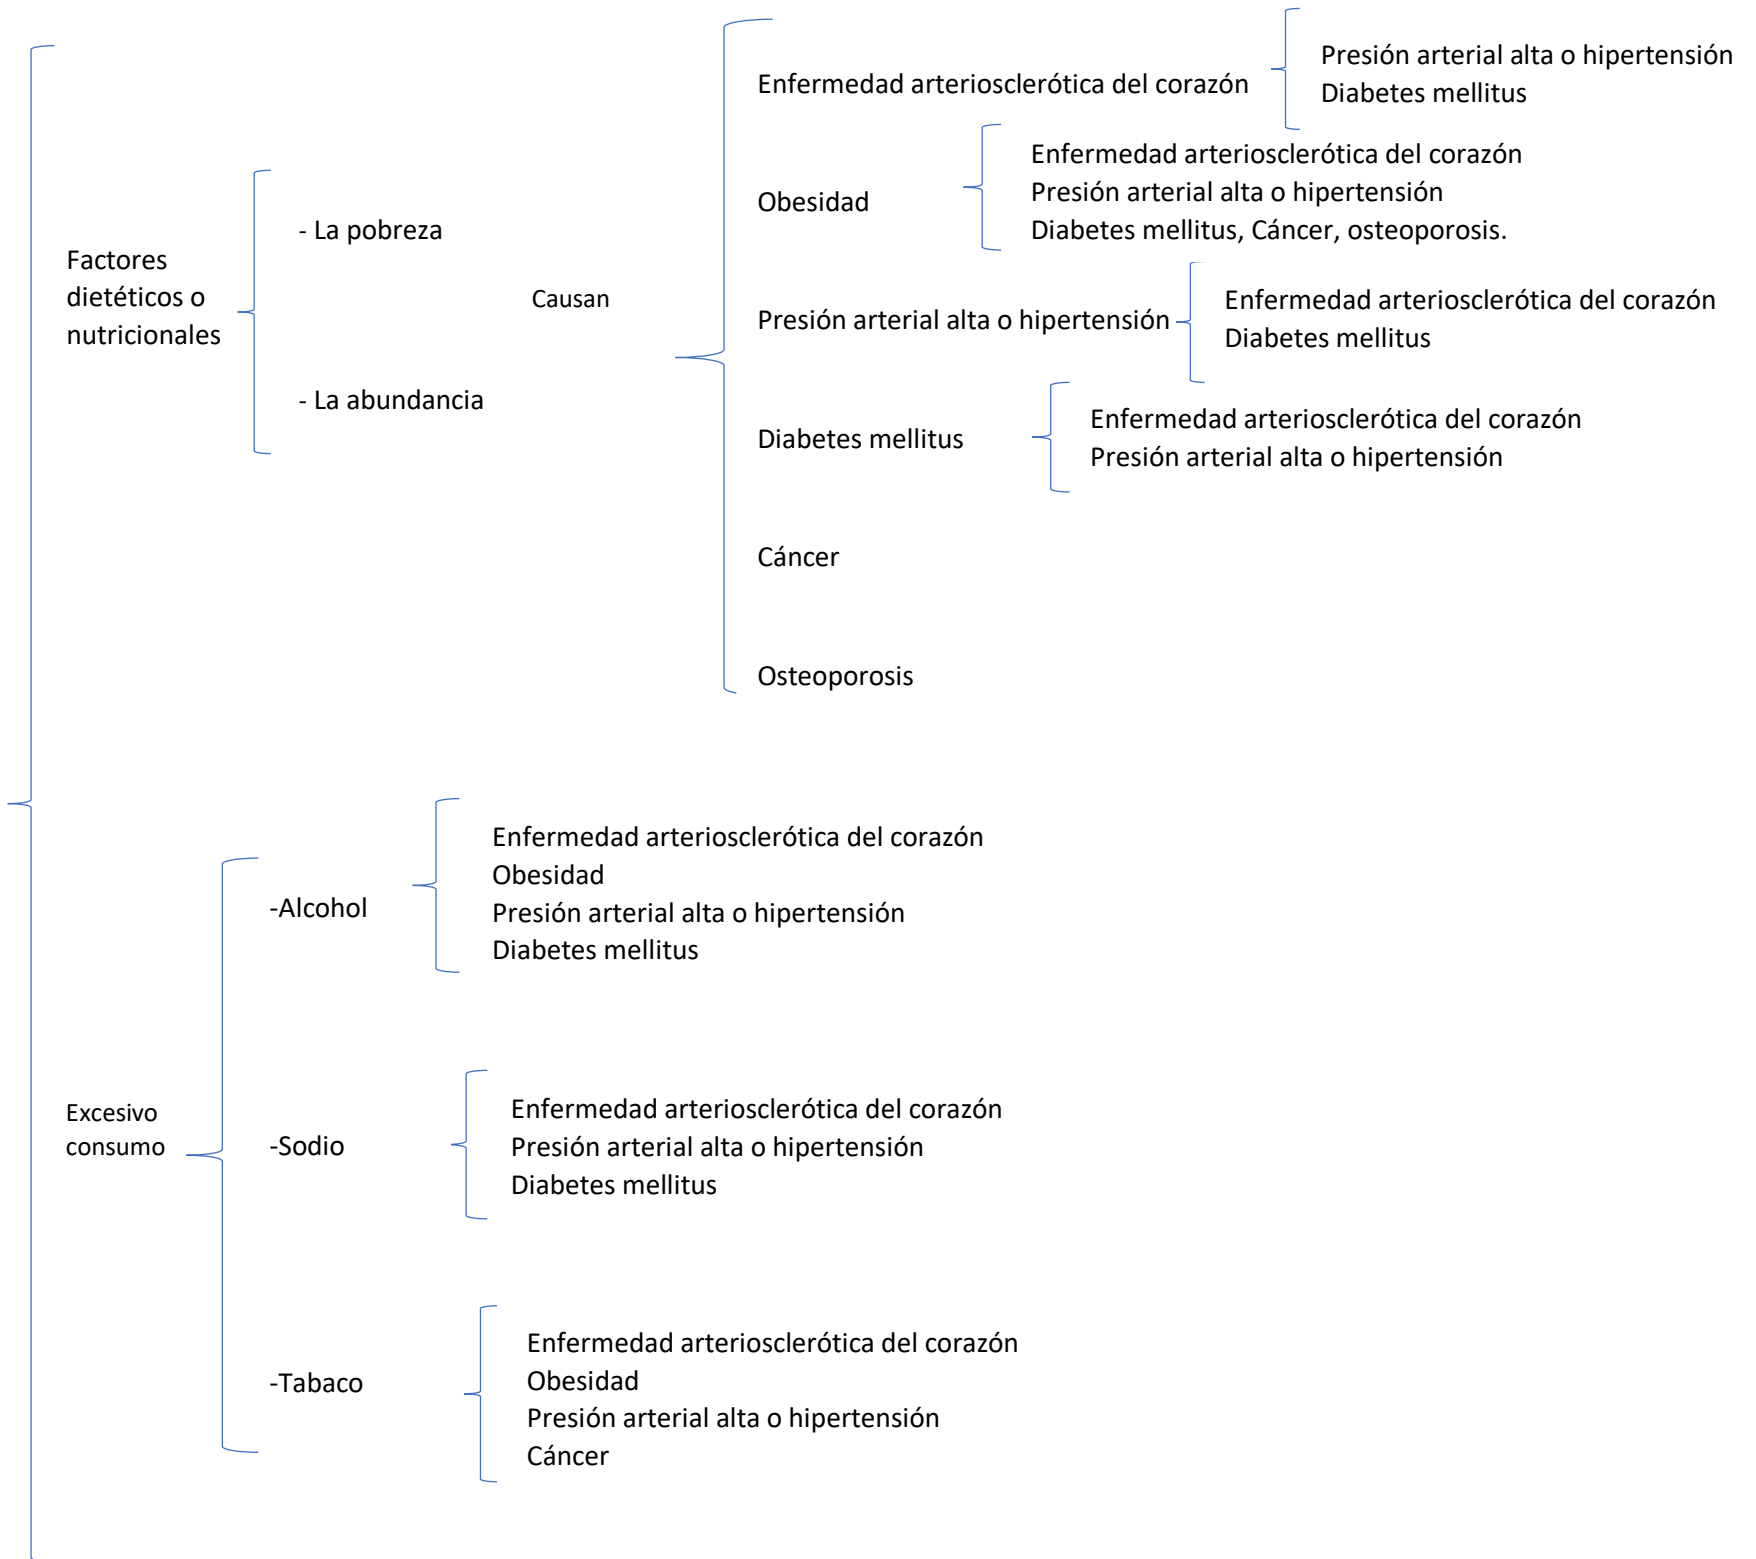 Factores
dietéticos o
nutricionales
- La pobreza
- La abundancia
Causan
Enfermedad arteriosclerótica del corazón
Presión arterial alta o hipertensión
Diabetes mellitus
Obesidad
Enfermedad arteriosclerótica del corazón
Presión arterial alta o hipertensión
Diabetes mellitus, Cáncer, osteoporosis.
Presión arterial alta o hipertensión
Enfermedad arteriosclerótica del corazón
Diabetes mellitus
Diabetes mellitus
Enfermedad arteriosclerótica del corazón
Presión arterial alta o hipertensión
Cáncer
Osteoporosis
Excesivo
consumo
-Alcohol
Enfermedad arteriosclerótica del corazón
Obesidad
Presión arterial alta o hipertensión
Diabetes mellitus
-Sodio
Enfermedad arteriosclerótica del corazón
Presión arterial alta o hipertensión
Diabetes mellitus
-Tabaco
Enfermedad arteriosclerótica del corazón
Obesidad
Presión arterial alta o hipertensión
Cáncer